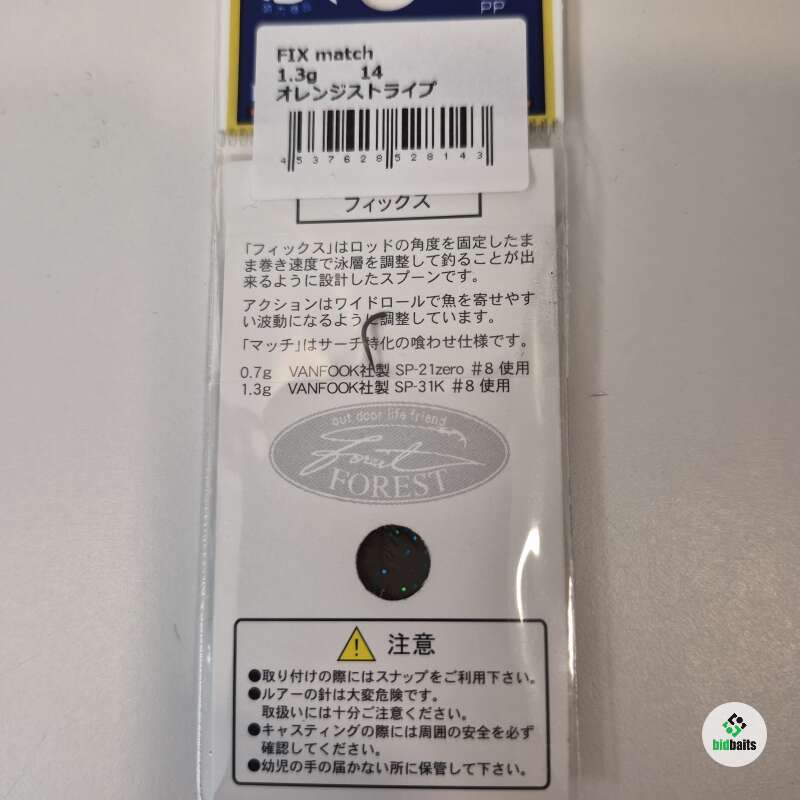 PP
FIX match
1.3g 14
オレンジストライプ
4537628528143
フィックス
「フィックス」はロッドの角度を固定したま
ま巻き速度で泳層を調整して釣ることが出
来るように設計したスプーンです。
アクションはワイドロールで魚を寄せやす
い波動になるように調整しています。
「マッチ」はサーチ特化の喰わせ仕様です。
0.7g VANFOOK社製 SP-21zero #8 使用
1.3g VANFOOK社製 SP-31K #8 使用
out door life friend
Forest
FOREST
注意
●取り付けの際にはスナップをご利用下さい。
●ルアーの針は大変危険です。
取扱いには十分ご注意ください。
●キャスティングの際には周囲の安全を必ず
確認してください。
●幼児の手の届かない所に保管して下さい。
bidbaits